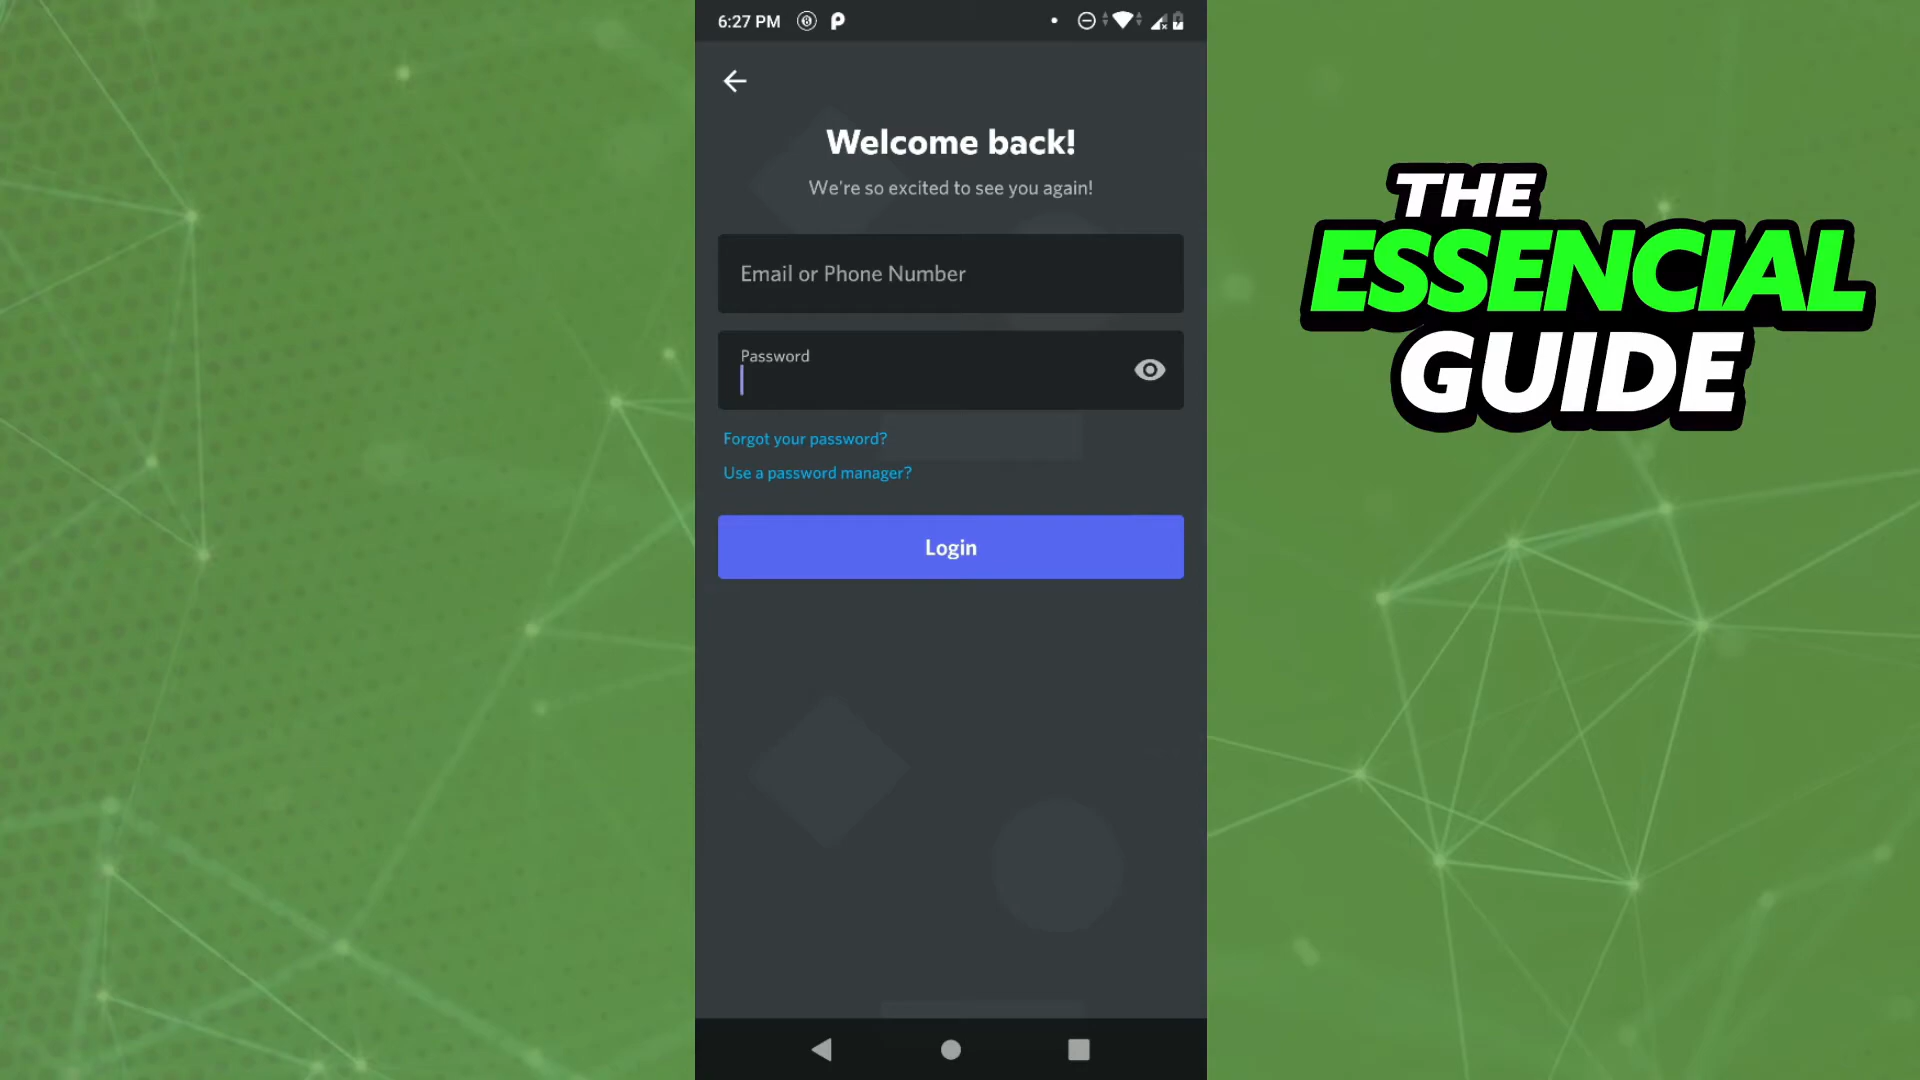 6:27 PM
Welcome back!
We're so excited to see you again!
Email or Phone Number
Password
Forgot your password?
Use a password manager?
Login
THE
ESSENCIAL
GUIDE